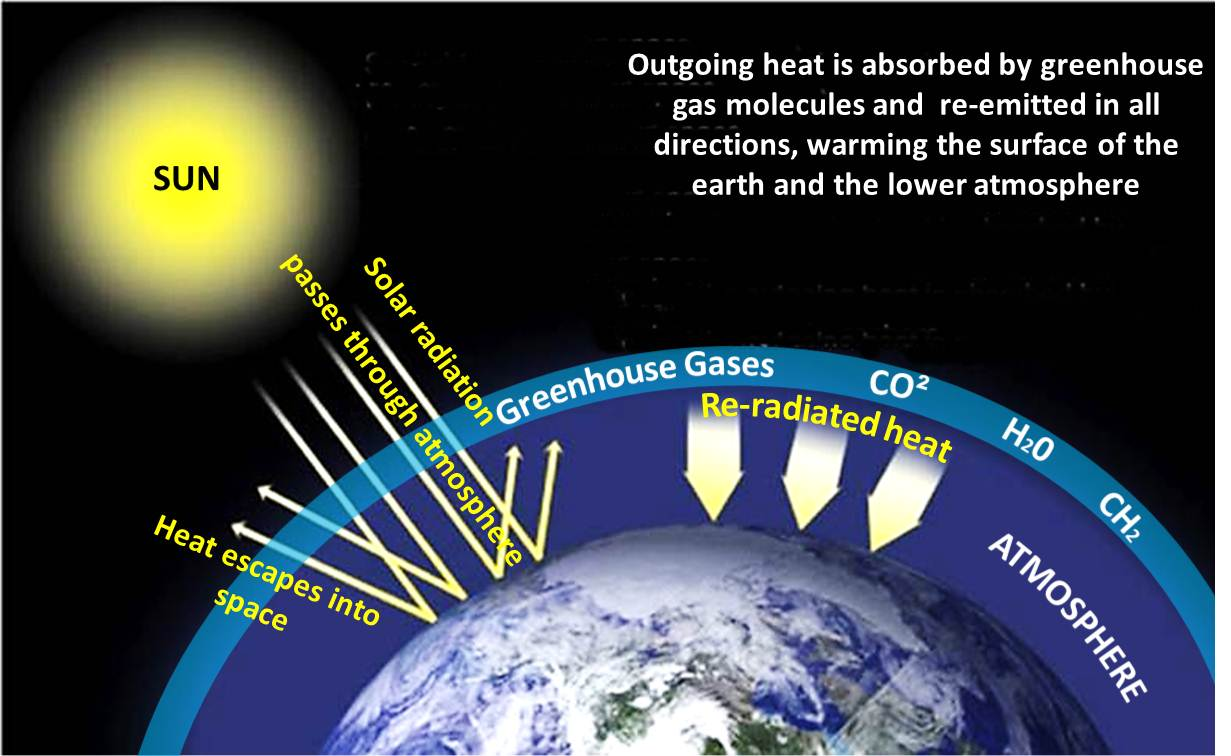 SUN
Outgoing heat is absorbed by greenhouse
gas molecules and  re-emitted in all
directions, warming the surface of the
earth and the lower atmosphere
Solar radiation
passes through atmosphere
Heat escapes into
space
Greenhouse Gases
CO²
H₂0
CH₂
Re-radiated heat
ATMOSPHERE